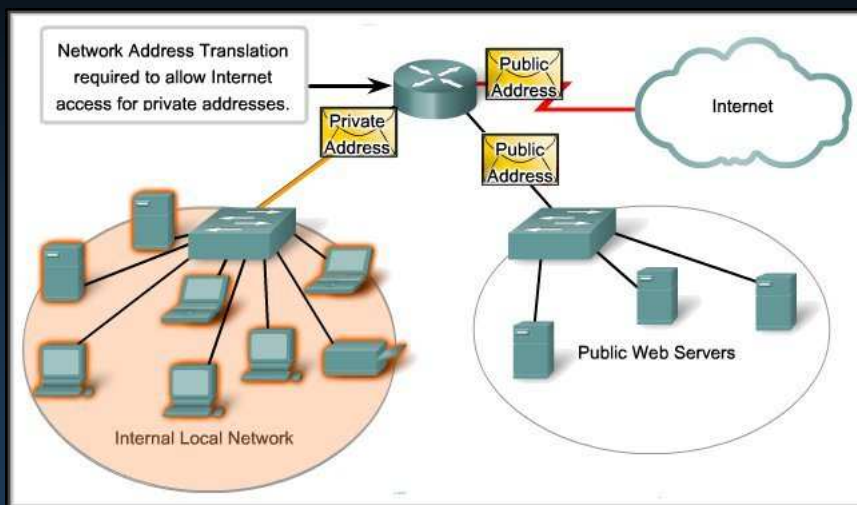 Network Address Translation
required to allow Internet
access for private addresses.
Public
Address
Internet
Private
Address
Public
Address
Public Web Servers
Internal Local Network